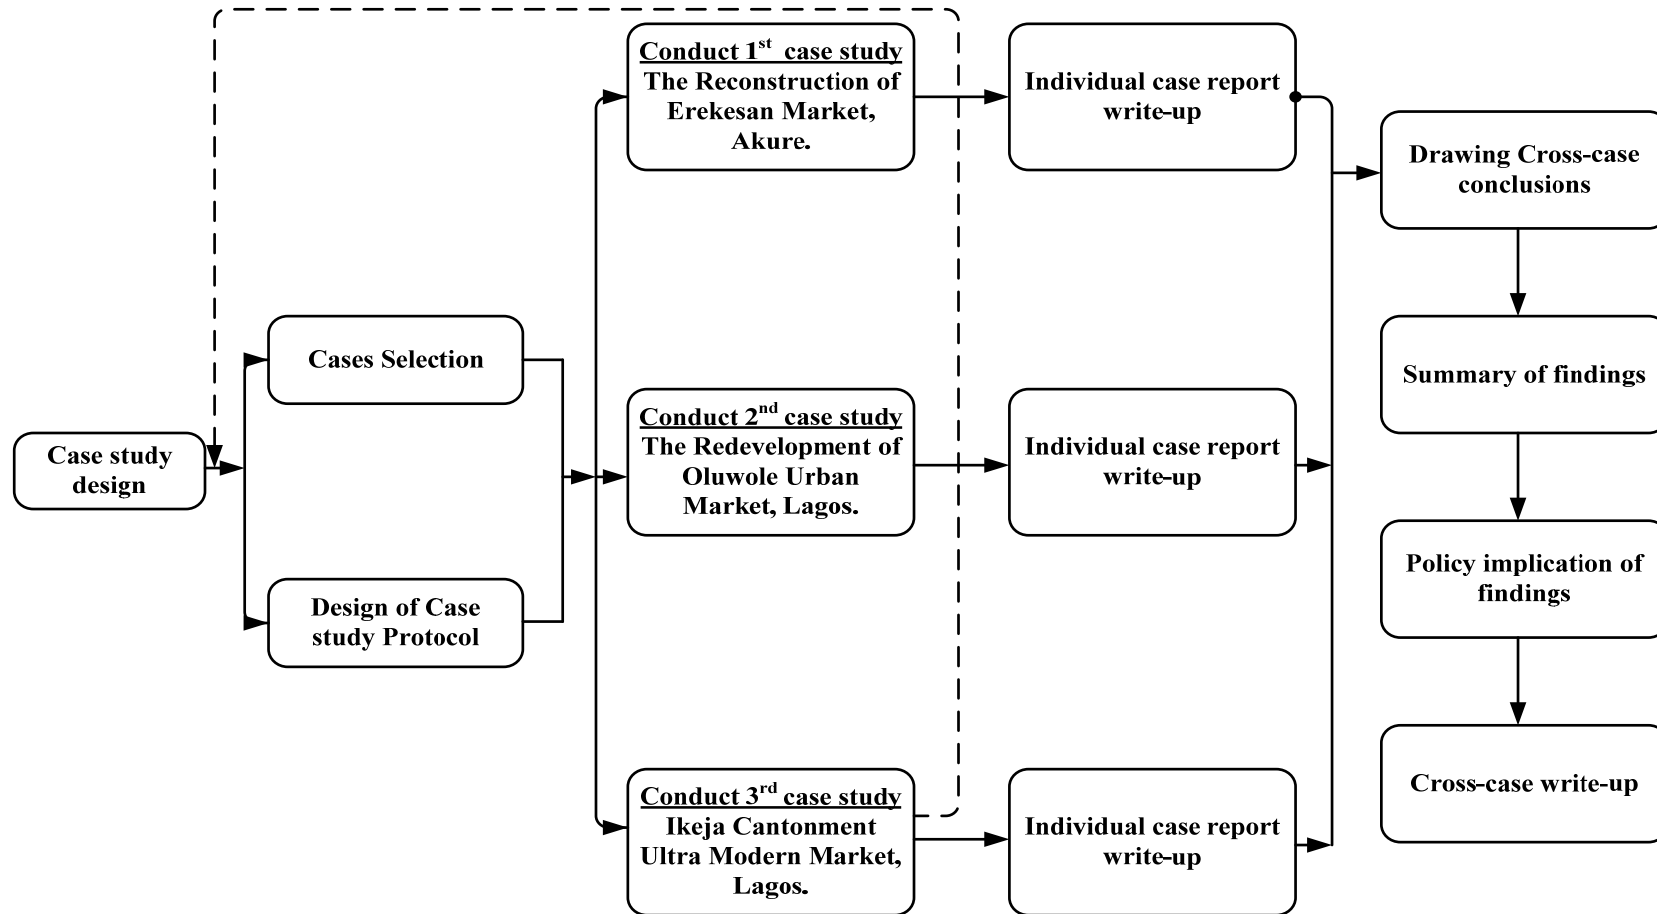 Case study
design
Cases Selection
Design of Case
study Protocol
Conduct 1st case study
The Reconstruction of
Erekesan Market,
Akure.
Conduct 2nd case study
The Redevelopment of
Oluwole Urban
Market, Lagos.
Conduct 3rd case study
Ikeja Cantonment
Ultra Modern Market,
Lagos.
Individual case report
write-up
Individual case report
write-up
Individual case report
write-up
Drawing Cross-case
conclusions
Summary of findings
Policy implication of
findings
Cross-case write-up